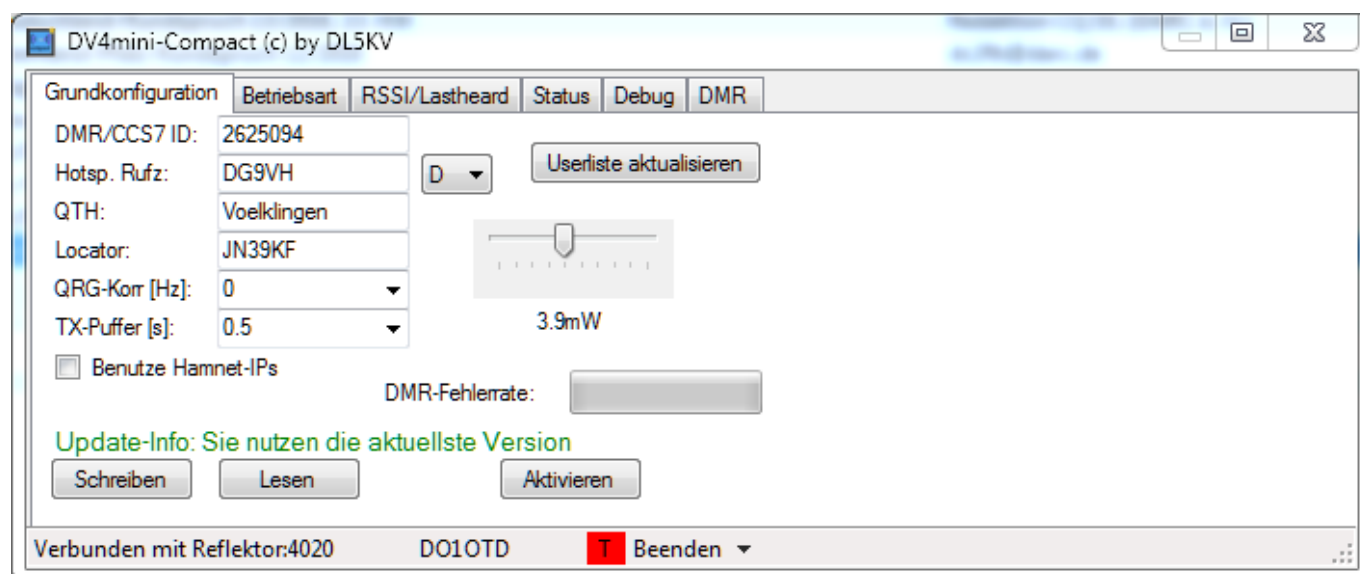 DV4mini-Compact (c) by DL5KV
Grundkonfiguration Betriebsart RSSI/Lastheard Status Debug DMR
DMR/CCS7 ID: 2625094
Hotsp. Rufz: DG9VH D Userliste aktualisieren
QTH: Voelklingen
Locator: JN39KF
QRG-Korr [Hz]: 0
TX-Puffer [s]: 0.5 3.9mW
Benutze Hamnet-IPs
DMR-Fehlerrate:
Update-Info: Sie nutzen die aktuellste Version
Schreiben Lesen Aktivieren
Verbunden mit Reflektor:4020 DO1OTD T Beenden